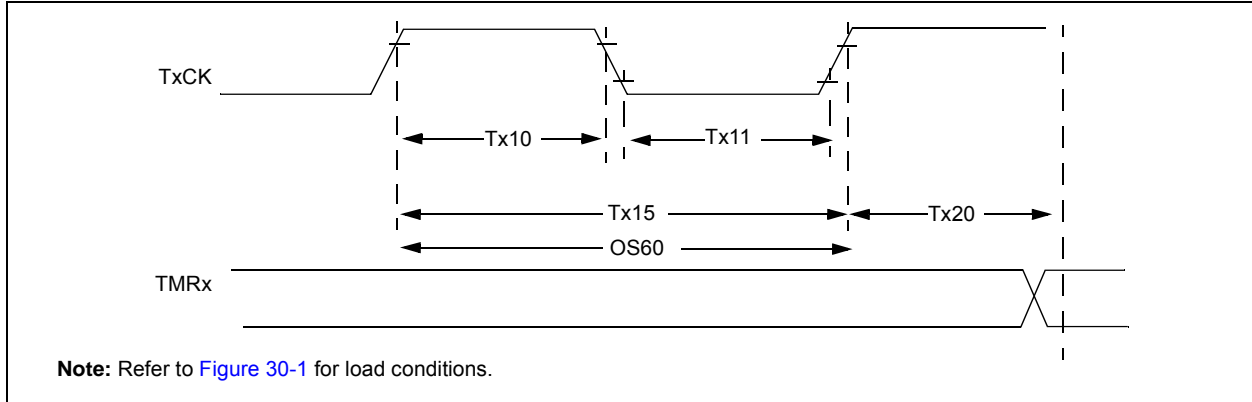 TxCK
Tx10
Tx11
Tx15
Tx20
OS60
TMRx
Note: Refer to Figure 30-1 for load conditions.